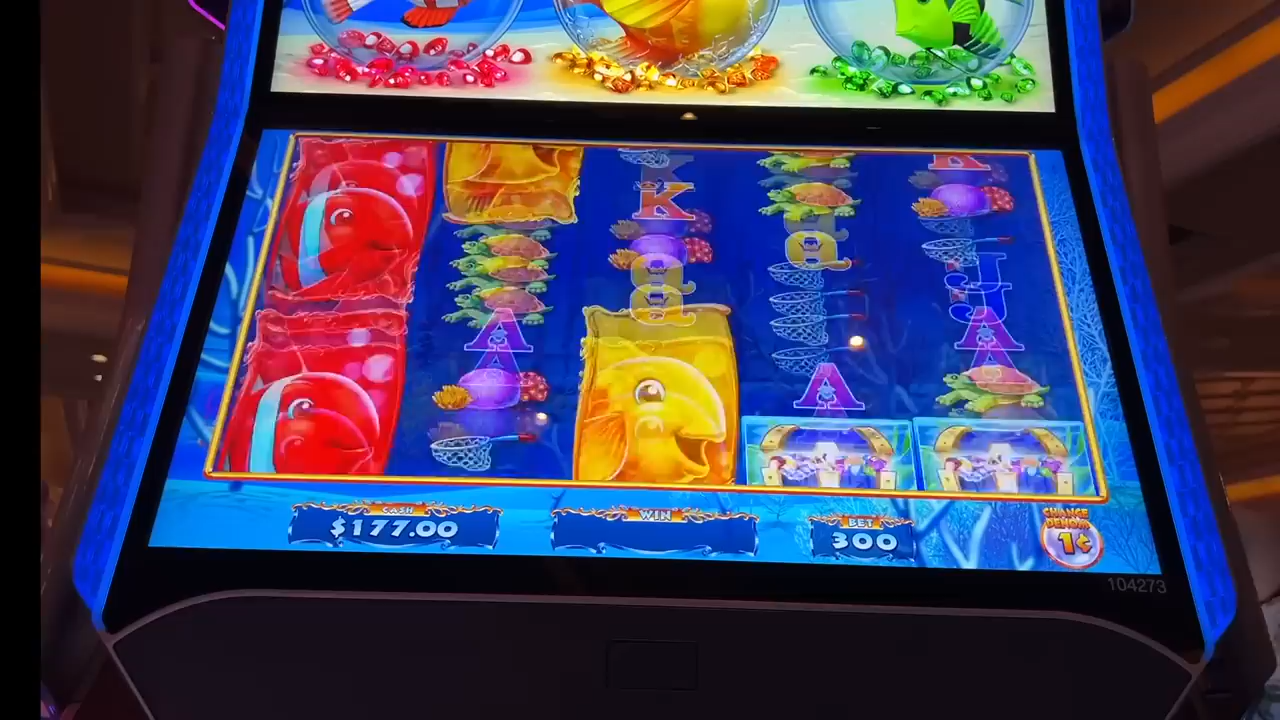 K
K
Q
K
Q
Q
J
J
A
A
A
A
A
CASH
$177.00
WIN
BET
300
CHANGE
DENOM
1¢
104273